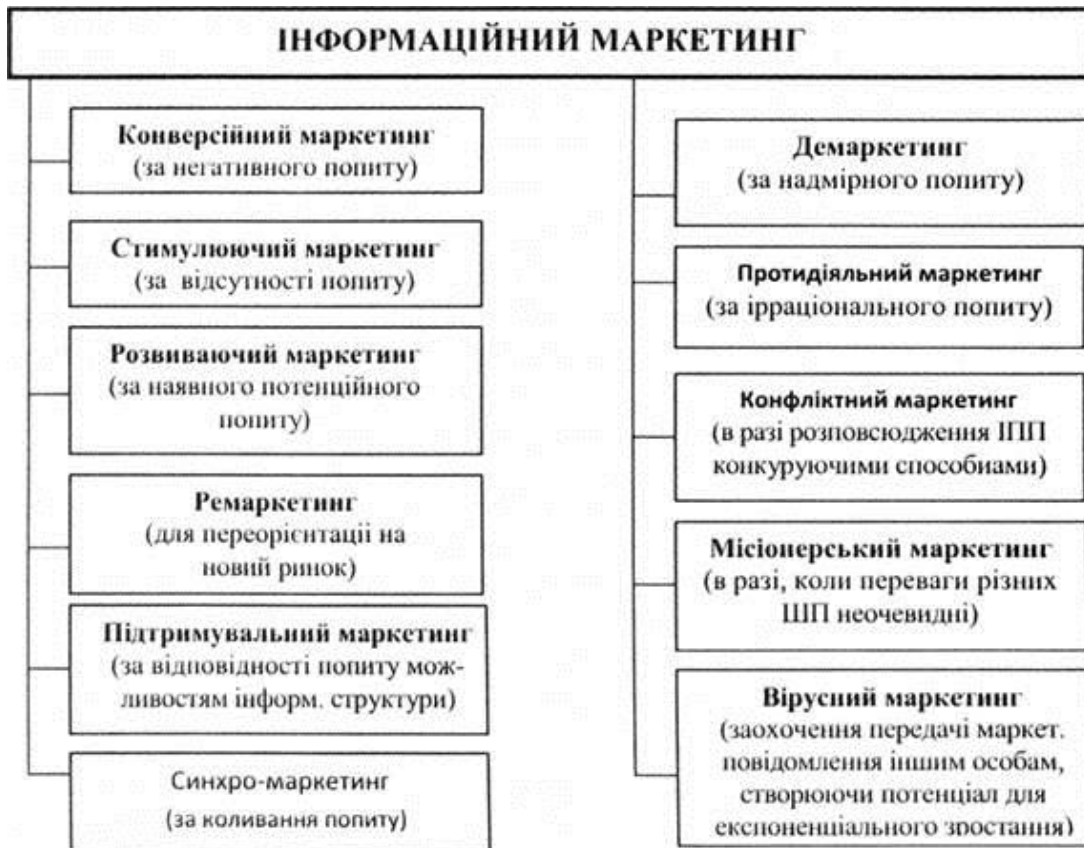 ІНФОРМАЦІЙНИЙ МАРКЕТИНГ
Конверсійний маркетинг
(за негативного попиту)
Стимулюючий маркетинг
(за відсутності попиту)
Розвиваючий маркетинг
(за наявного потенційного
попиту)
Ремаркетинг
(для переорієнтації на
новий ринок)
Підтримувальний маркетинг
(за відповідності попиту мож-
ливостям інформ. структури)
Синхро-маркетинг
(за коливання попиту)
Демаркетинг
(за надмірного попиту)
Протидіяльний маркетинг
(за ірраціонального попиту)
Конфліктний маркетинг
(в разі розповсюдження ІПП
конкуруючими способиами)
Місіонерський маркетинг
(в разі, коли переваги різних
ШП неочевидні)
Вірусний маркетинг
(заохочення передачі маркет.
повідомлення іншим особам,
створюючи потенціал для
експоненціального зростання)